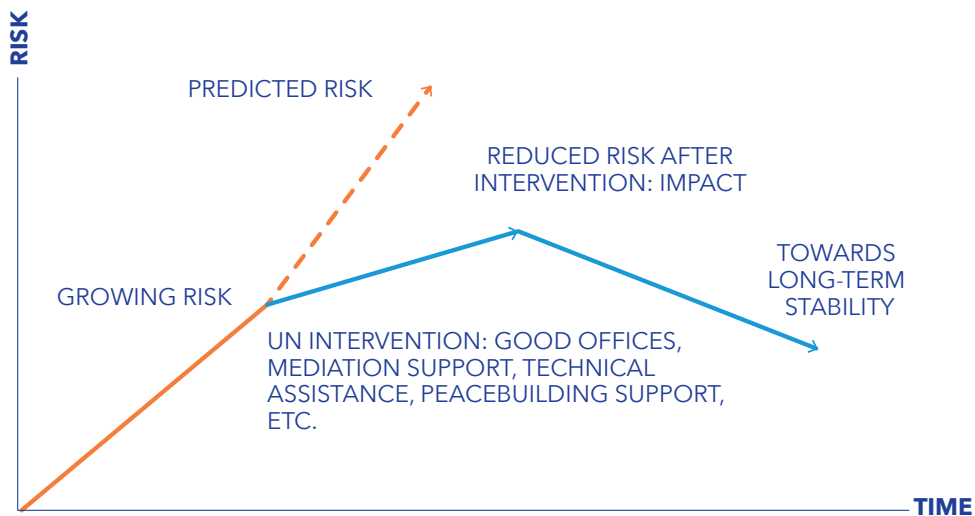 RISK
PREDICTED RISK
REDUCED RISK AFTER
INTERVENTION: IMPACT
TOWARDS
LONG-TERM
STABILITY
GROWING RISK
UN INTERVENTION: GOOD OFFICES,
MEDIATION SUPPORT, TECHNICAL
ASSISTANCE, PEACEBUILDING SUPPORT,
ETC.
TIME